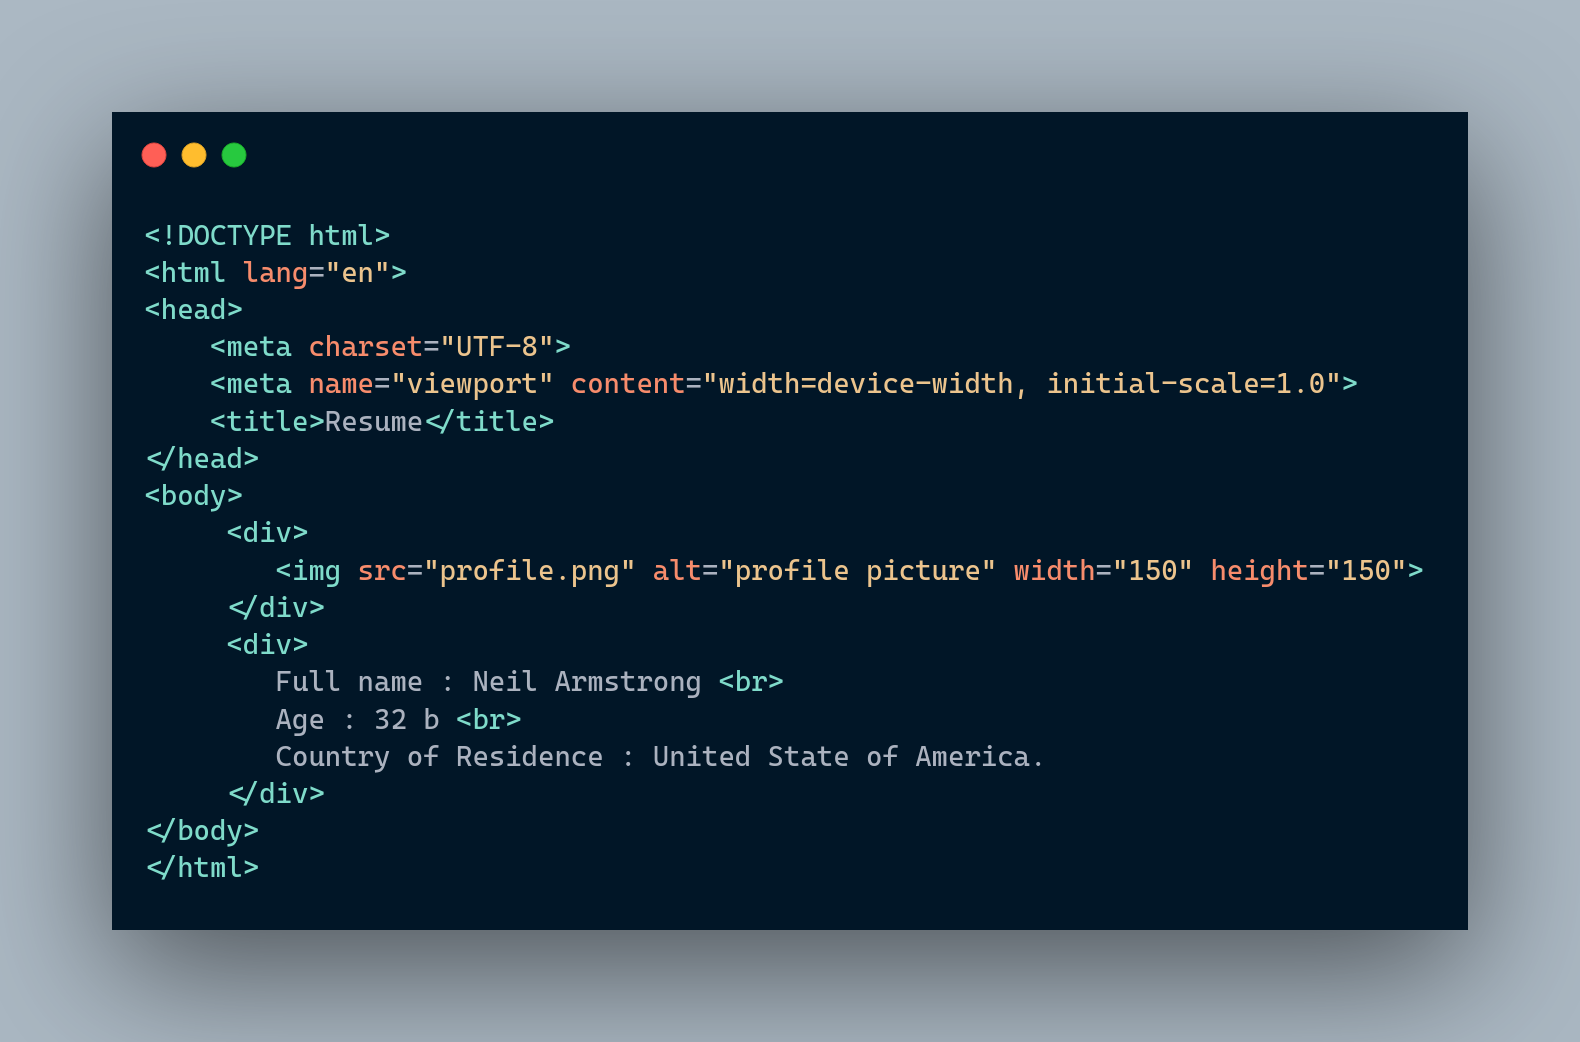 <!DOCTYPE html>
<html lang="en">
<head>
    <meta charset="UTF-8">
    <meta name="viewport" content="width=device-width, initial-scale=1.0">
    <title>Resume</title>
</head>
<body>
     <div>
        <img src="profile.png" alt="profile picture" width="150" height="150">
     </div>
     <div>
        Full name : Neil Armstrong <br>
        Age : 32 b <br>
        Country of Residence : United State of America.
     </div>
</body>
</html>